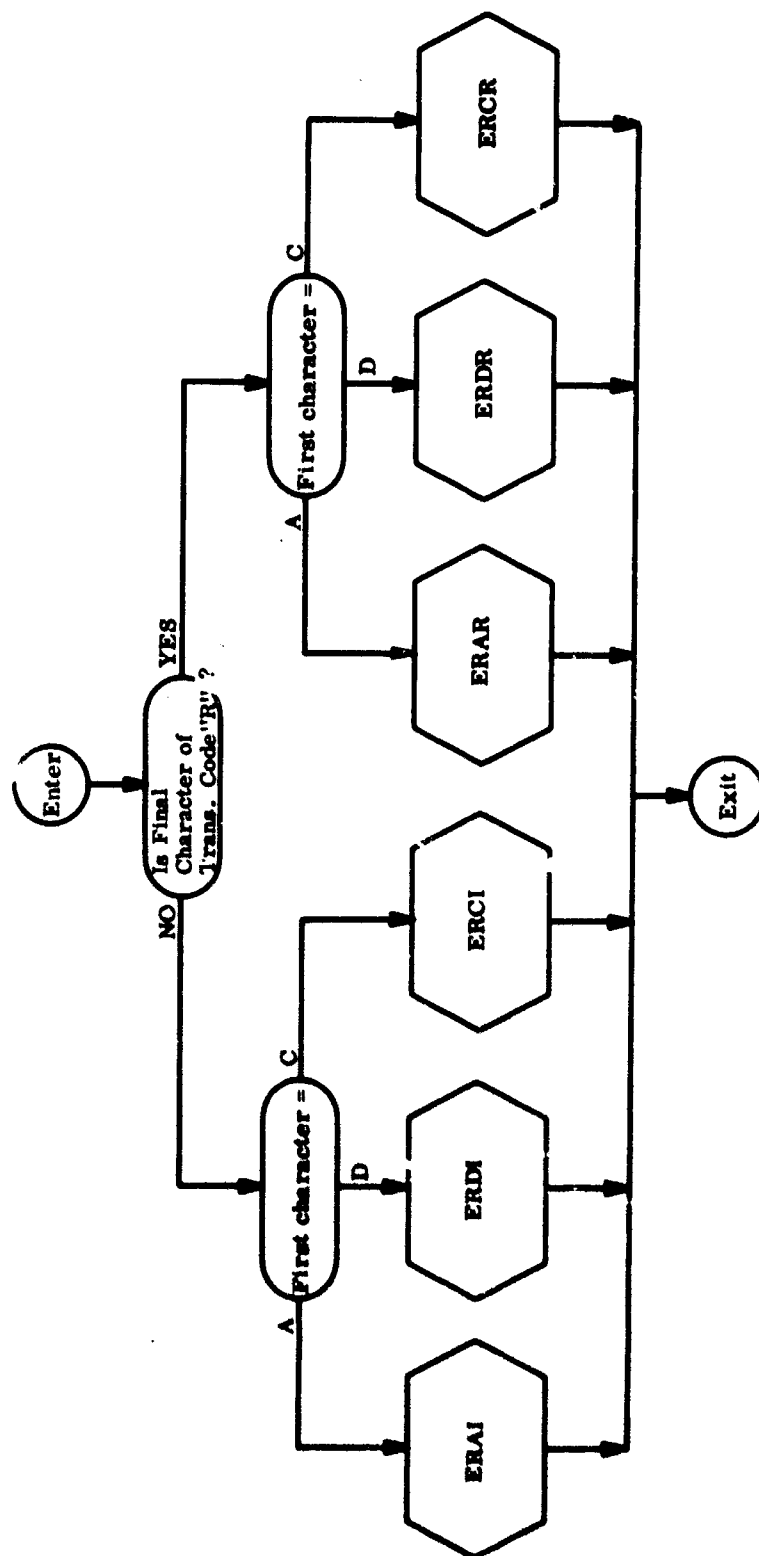 Enter
Is Final
Character of
Trans. Code "R" ?
NO
YES
First character =
A
D
C
First character =
A
D
C
ERAI
ERDI
ERCI
ERAR
ERDR
ERCR
Exit